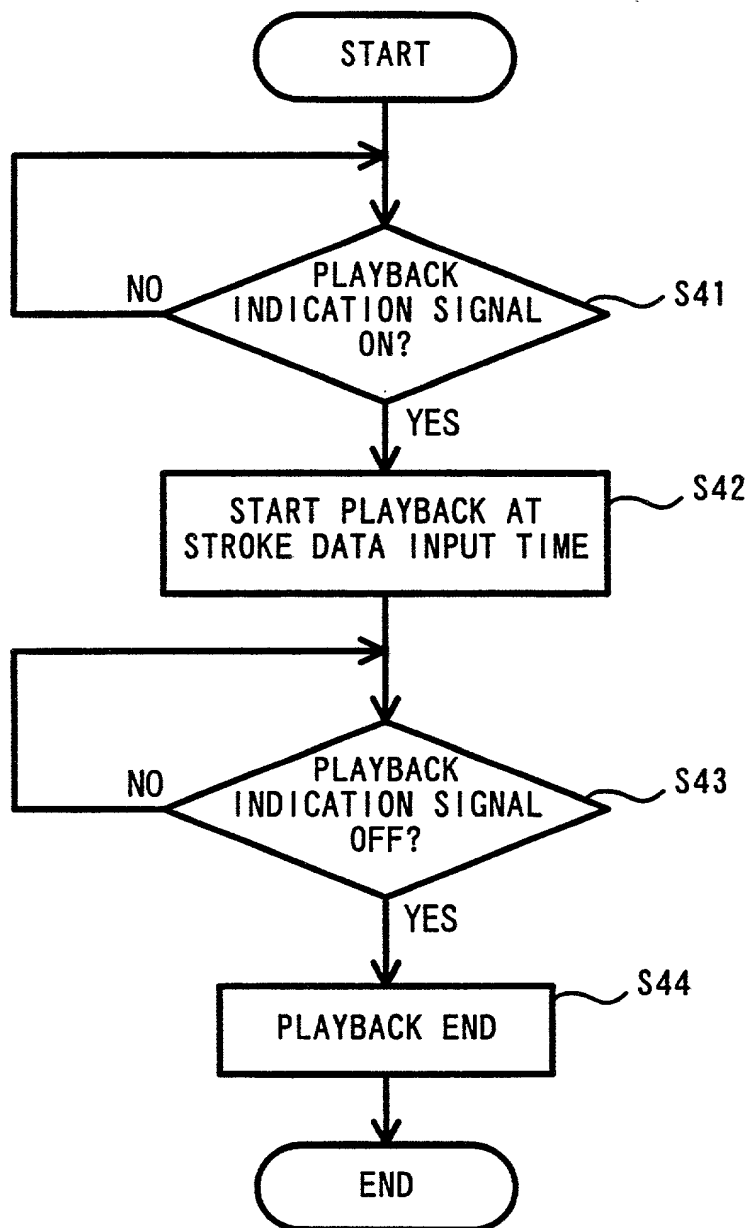 START
PLAYBACK
INDICATION SIGNAL
ON?
NO
S41
YES
START PLAYBACK AT
STROKE DATA INPUT TIME
S42
PLAYBACK
INDICATION SIGNAL
OFF?
NO
S43
YES
PLAYBACK END
S44
END